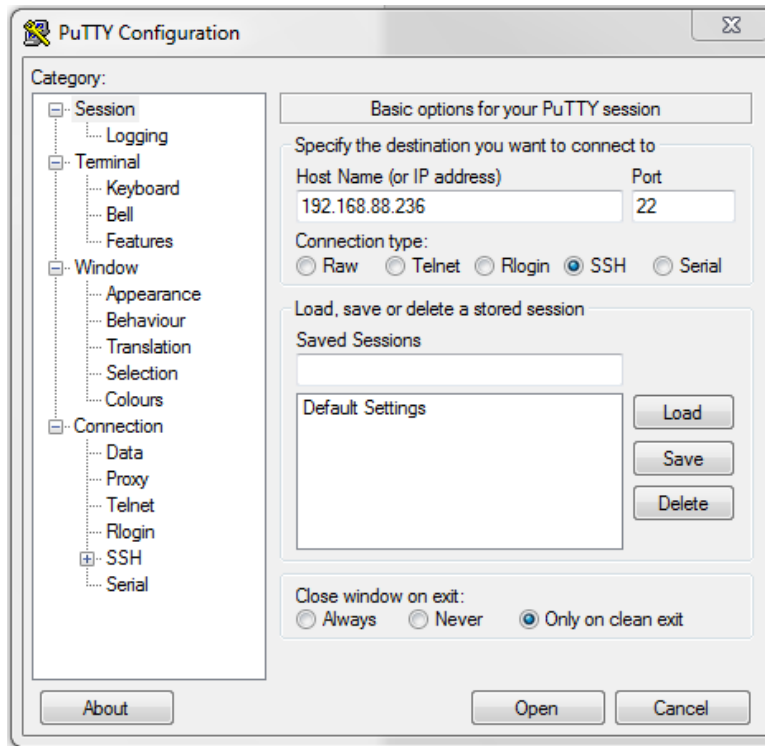 PuTTY Configuration
Category:
Session
Logging
Terminal
Keyboard
Bell
Features
Window
Appearance
Behaviour
Translation
Selection
Colours
Connection
Data
Proxy
Telnet
Rlogin
SSH
Serial
Basic options for your PuTTY session
Specify the destination you want to connect to
Host Name (or IP address) Port
192.168.88.236 22
Connection type:
Raw Telnet Rlogin SSH Serial
Load, save or delete a stored session
Saved Sessions
Default Settings
Load
Save
Delete
Close window on exit:
Always Never Only on clean exit
About Open Cancel